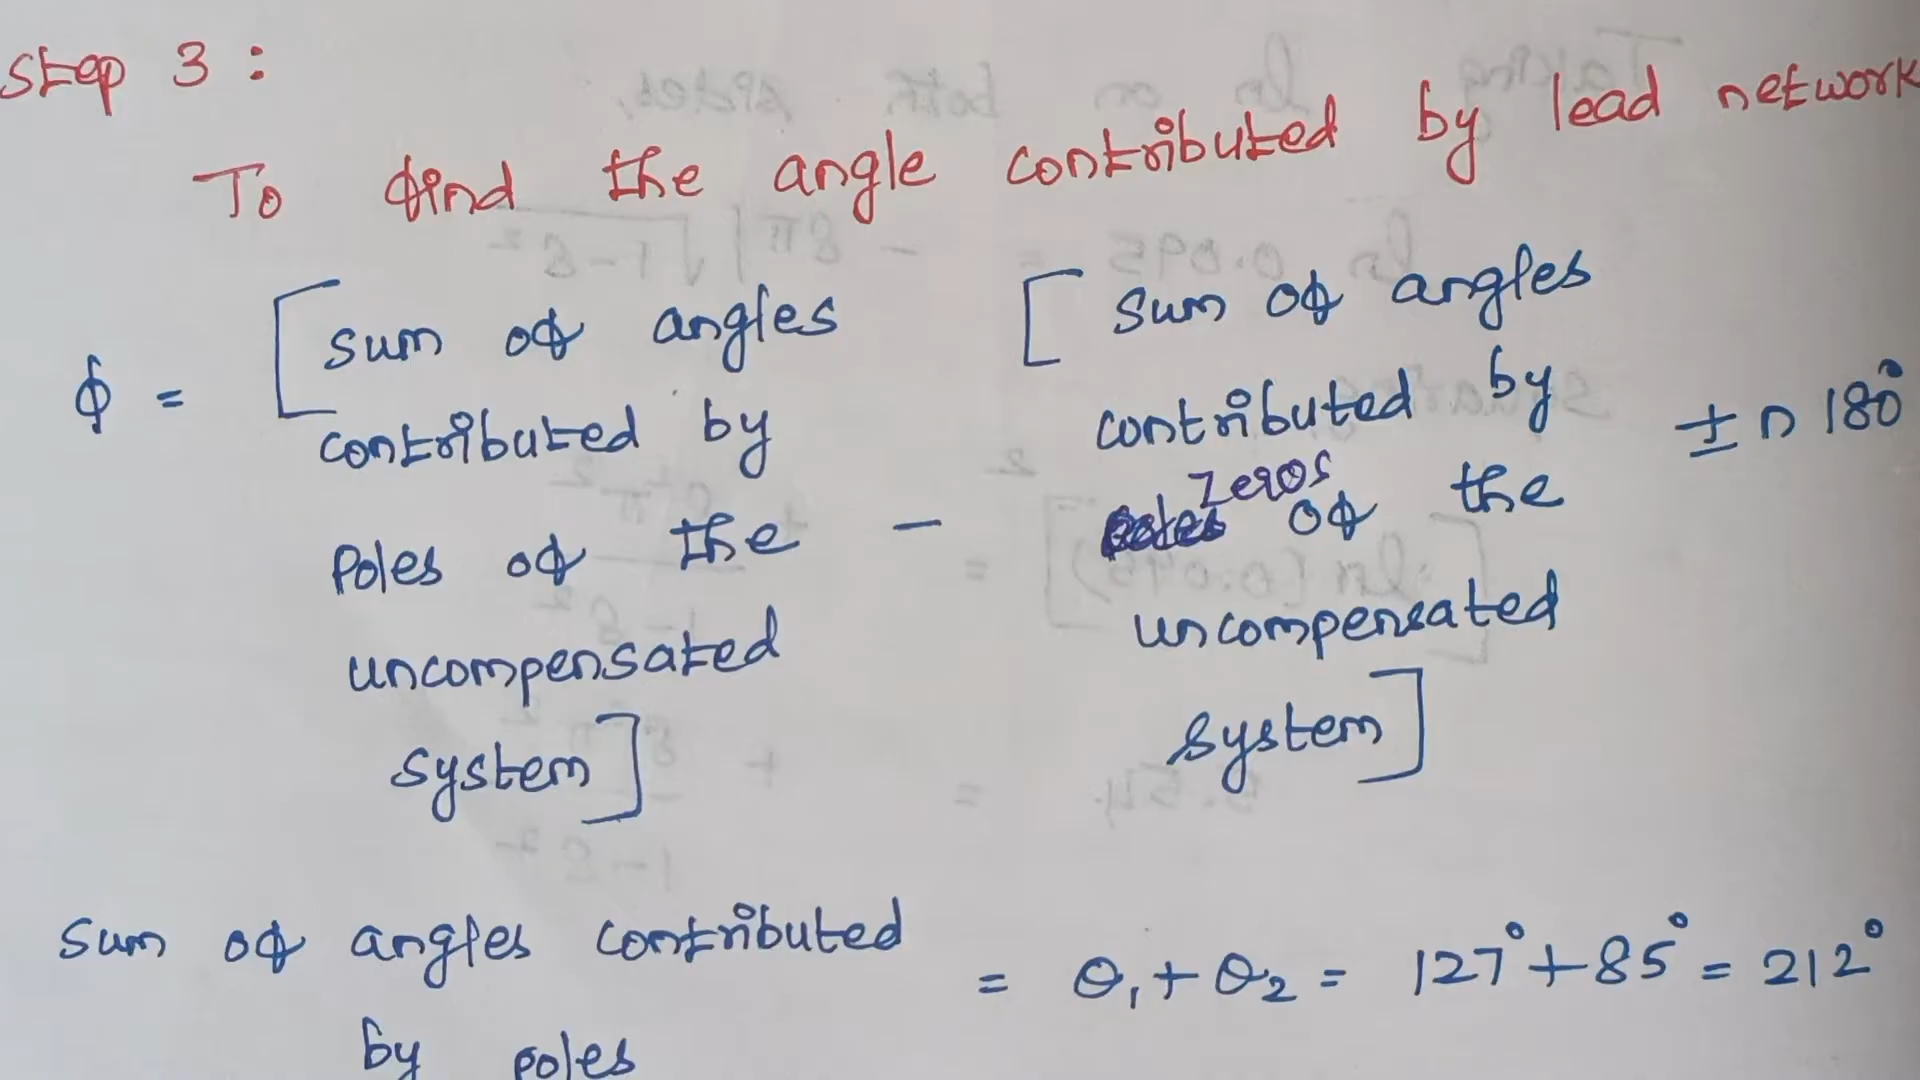 Step 3 :
To find the angle contributed by lead network
ϕ = [ sum of angles contributed by Poles of the uncompensated system ] - [ sum of angles contributed by zeros of the uncompensated system ] ± n 180°
sum of angles contributed by poles = θ₁ + θ₂ = 127° + 85° = 212°